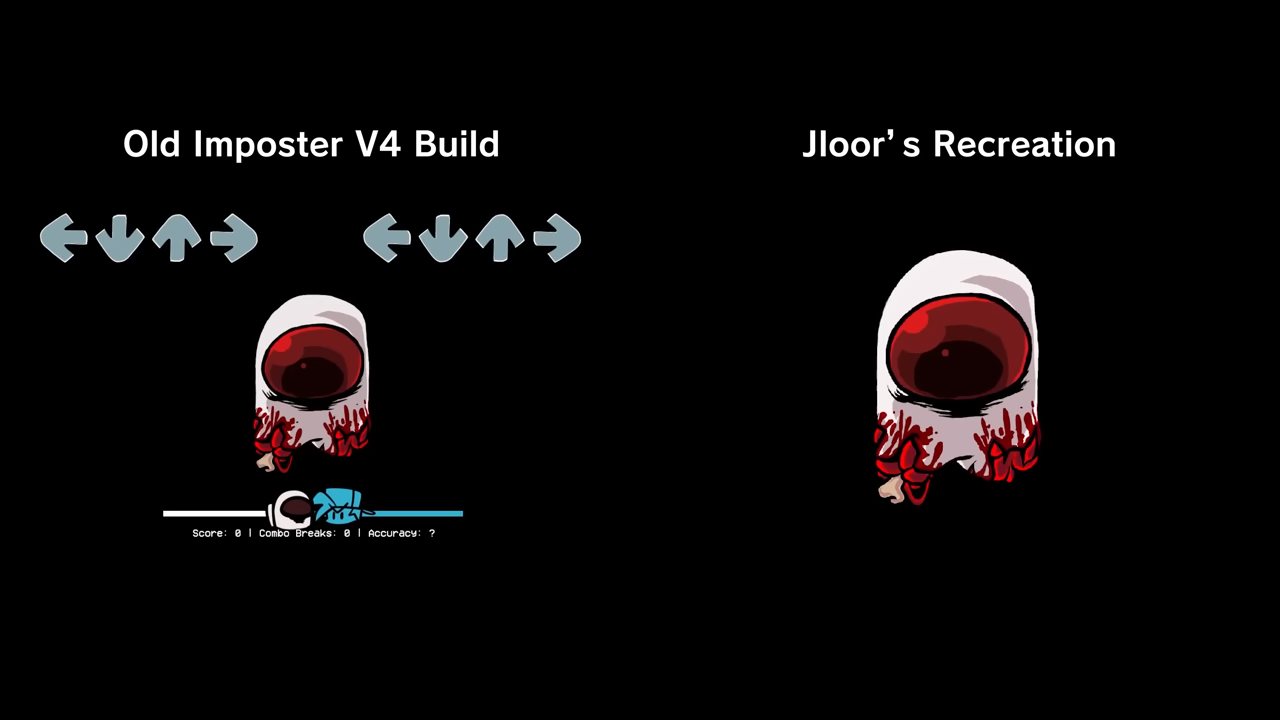 Old Imposter V4 Build
Jloor's Recreation
Score: 0 | Combo Breaks: 0 | Accuracy: ?